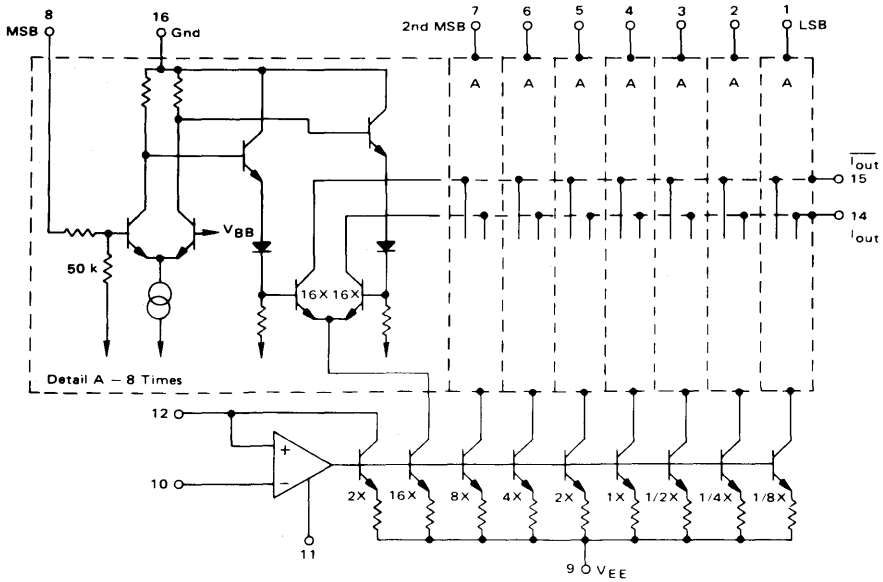 8
16
7
6
5
4
3
2
1
MSB
Gnd
2nd MSB
LSB
A
A
A
A
A
A
A
I̅o̅u̅t̅
15
14
Iout
VBB
50 k
16X
16X
Detail A – 8 Times
12
+
–
10
11
2X
16X
8X
4X
2X
1X
1/2X
1/4X
1/8X
9
VEE